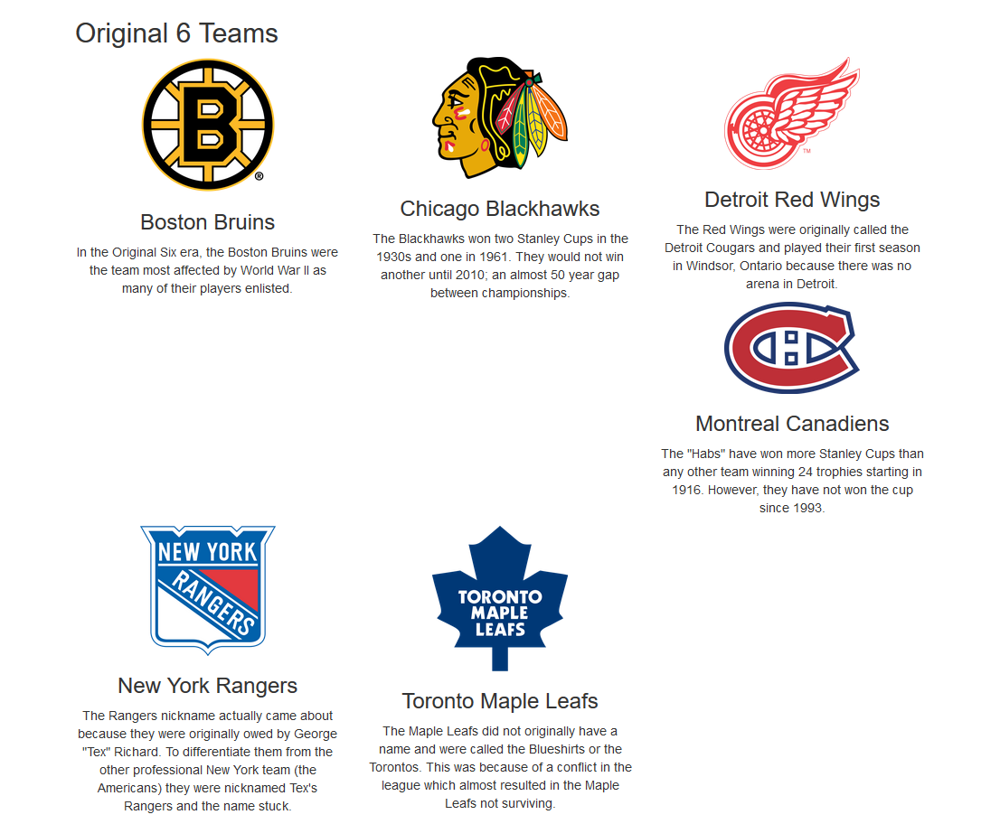 Original 6 Teams
B
®
Boston Bruins
In the Original Six era, the Boston Bruins were
the team most affected by World War II as
many of their players enlisted.
Chicago Blackhawks
The Blackhawks won two Stanley Cups in the
1930s and one in 1961. They would not win
another until 2010; an almost 50 year gap
between championships.
TM
Detroit Red Wings
The Red Wings were originally called the
Detroit Cougars and played their first season
in Windsor, Ontario because there was no
arena in Detroit.
CH
Montreal Canadiens
The "Habs" have won more Stanley Cups than
any other team winning 24 trophies starting in
1916. However, they have not won the cup
since 1993.
NEW YORK
RANGERS
New York Rangers
The Rangers nickname actually came about
because they were originally owed by George
"Tex" Richard. To differentiate them from the
other professional New York team (the
Americans) they were nicknamed Tex's
Rangers and the name stuck.
TORONTO
MAPLE
LEAFS
Toronto Maple Leafs
The Maple Leafs did not originally have a
name and were called the Blueshirts or the
Torontos. This was because of a conflict in the
league which almost resulted in the Maple
Leafs not surviving.